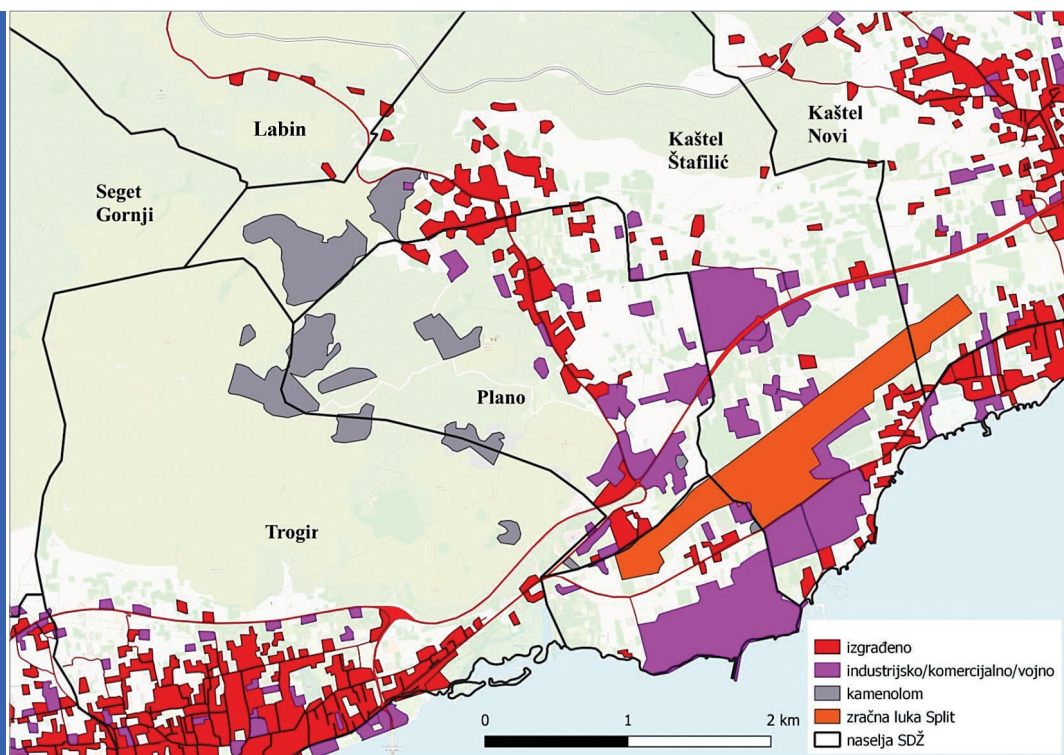 Labin
Kaštel
Novi
Kaštel
Štafilić
Seget
Gornji
Plano
Trogir
izgrađeno
industrijsko/komercijalno/vojno
kamenolom
zračna luka Split
naselja SDŽ
0 1 2 km